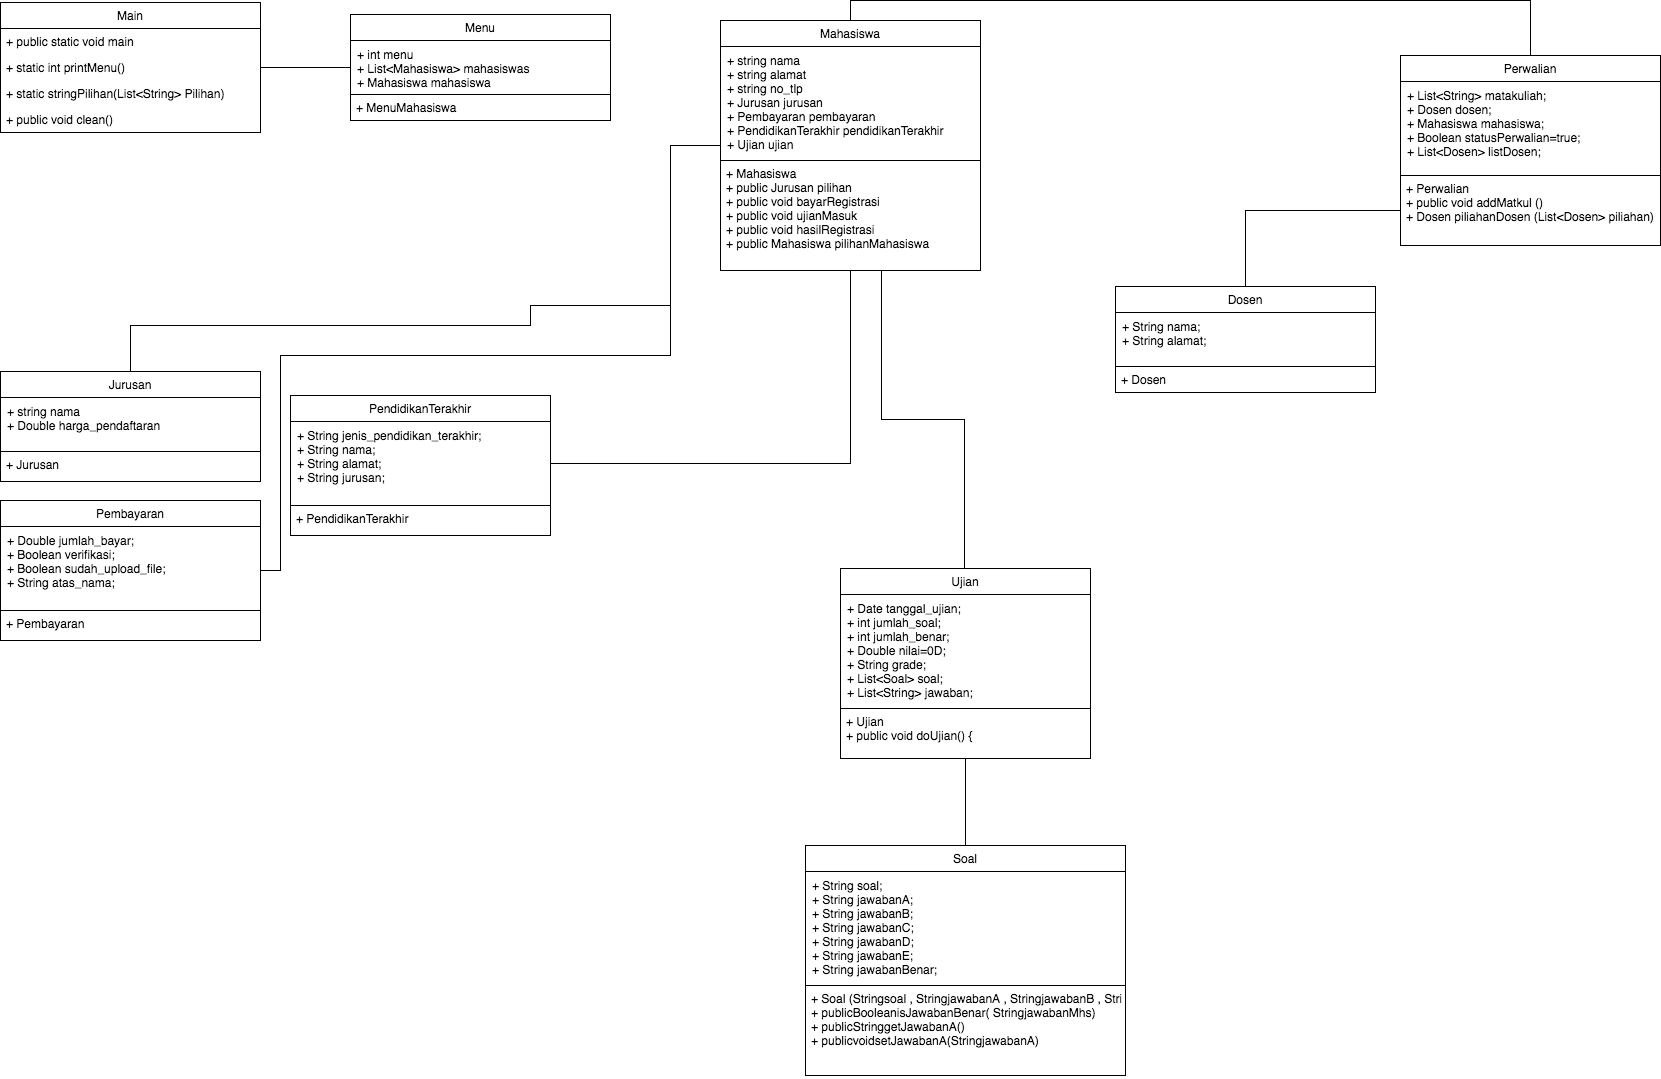 Main
+ public static void main
+ static int printMenu()
+ static stringPilihan(List<String> Pilihan)
+ public void clean()
Menu
+ int menu
+ List<Mahasiswa> mahasiswas
+ Mahasiswa mahasiswa
+ MenuMahasiswa
Mahasiswa
+ string nama
+ string alamat
+ string no_tlp
+ Jurusan jurusan
+ Pembayaran pembayaran
+ PendidikanTerakhir pendidikanTerakhir
+ Ujian ujian
+ Mahasiswa
+ public Jurusan pilihan
+ public void bayarRegistrasi
+ public void ujianMasuk
+ public void hasilRegistrasi
+ public Mahasiswa pilihanMahasiswa
Perwalian
+ List<String> matakuliah;
+ Dosen dosen;
+ Mahasiswa mahasiswa;
+ Boolean statusPerwalian=true;
+ List<Dosen> listDosen;
+ Perwalian
+ public void addMatkul ()
+ Dosen piliahanDosen (List<Dosen> piliahan)
Dosen
+ String nama;
+ String alamat;
+ Dosen
Jurusan
+ string nama
+ Double harga_pendaftaran
+ Jurusan
PendidikanTerakhir
+ String jenis_pendidikan_terakhir;
+ String nama;
+ String alamat;
+ String jurusan;
+ PendidikanTerakhir
Pembayaran
+ Double jumlah_bayar;
+ Boolean verifikasi;
+ Boolean sudah_upload_file;
+ String atas_nama;
+ Pembayaran
Ujian
+ Date tanggal_ujian;
+ int jumlah_soal;
+ int jumlah_benar;
+ Double nilai=0D;
+ String grade;
+ List<Soal> soal;
+ List<String> jawaban;
+ Ujian
+ public void doUjian() {
Soal
+ String soal;
+ String jawabanA;
+ String jawabanB;
+ String jawabanC;
+ String jawabanD;
+ String jawabanE;
+ String jawabanBenar;
+ Soal (Stringsoal , StringjawabanA , StringjawabanB , Stri
+ publicBooleanisJawabanBenar( StringjawabanMhs)
+ publicStringgetJawabanA()
+ publicvoidsetJawabanA(StringjawabanA)